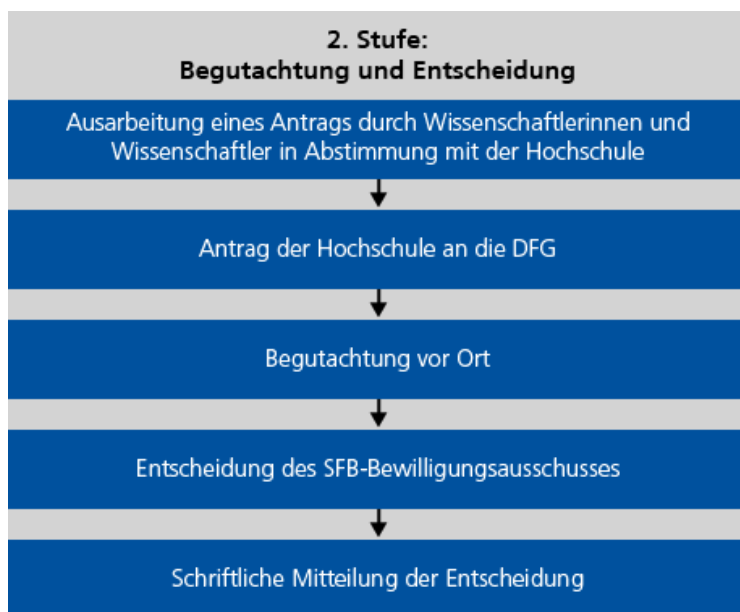 2. Stufe:
Begutachtung und Entscheidung
Ausarbeitung eines Antrags durch Wissenschaftlerinnen und
Wissenschaftler in Abstimmung mit der Hochschule
Antrag der Hochschule an die DFG
Begutachtung vor Ort
Entscheidung des SFB-Bewilligungsausschusses
Schriftliche Mitteilung der Entscheidung